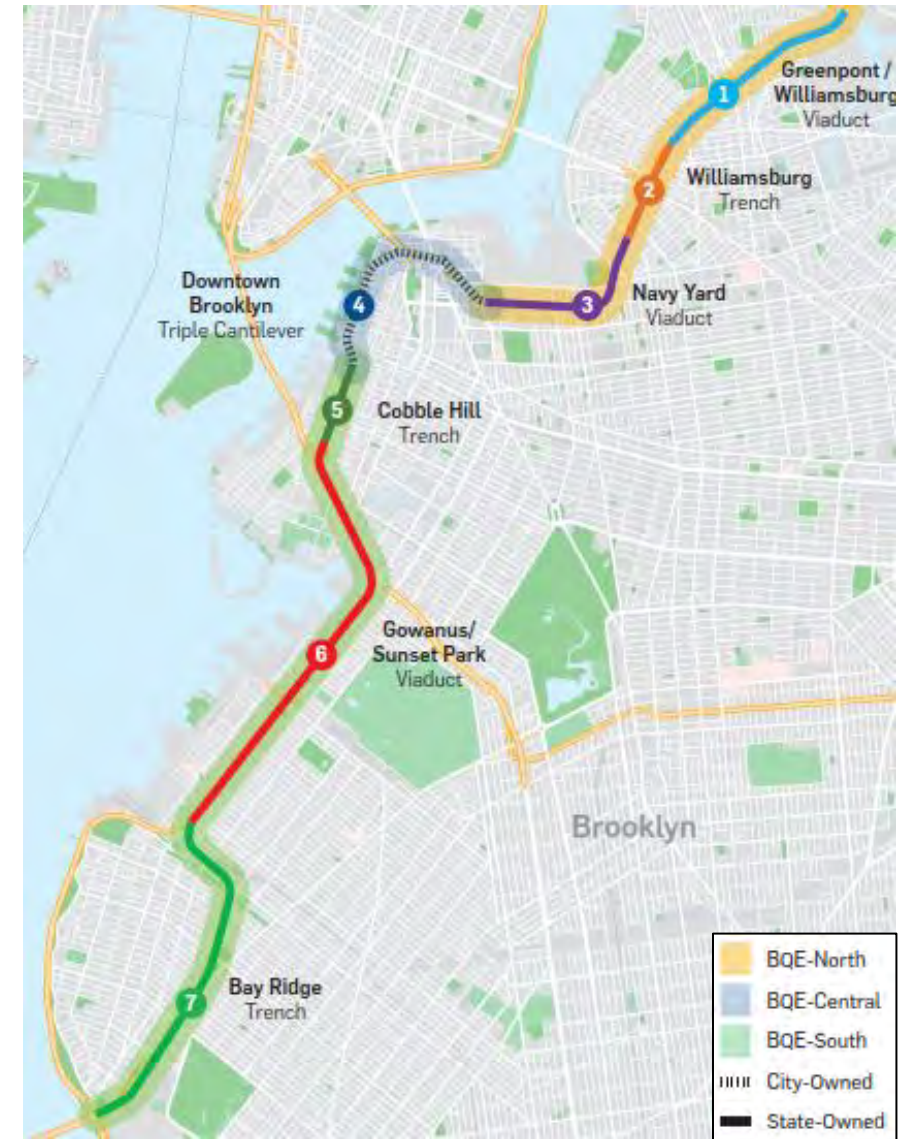 Greenpont /
Williamsburg
Viaduct
1
Williamsburg
Trench
2
Downtown
Brooklyn
Triple Cantilever
4
Navy Yard
Viaduct
3
5
Cobble Hill
Trench
Gowanus/
Sunset Park
Viaduct
6
Brooklyn
Bay Ridge
Trench
7
BQE-North
BQE-Central
BQE-South
City-Owned
State-Owned